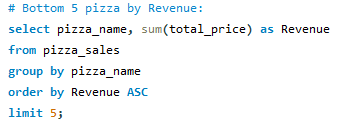 # Bottom 5 pizza by Revenue:
select pizza_name, sum(total_price) as Revenue
from pizza_sales
group by pizza_name
order by Revenue ASC
limit 5;